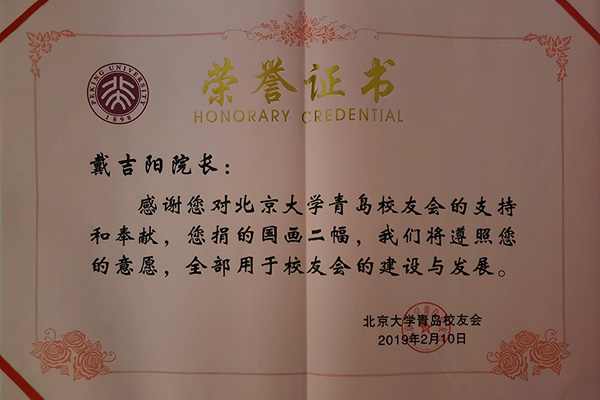 荣誉证书
HONORARY CREDENTIAL
PEKING UNIVERSITY
1898
戴吉阳院长：
感谢您对北京大学青岛校友会的支持
和奉献，您捐的国画二幅，我们将遵照您
的意愿，全部用于校友会的建设与发展。
北京大学青岛校友会
2019年2月10日